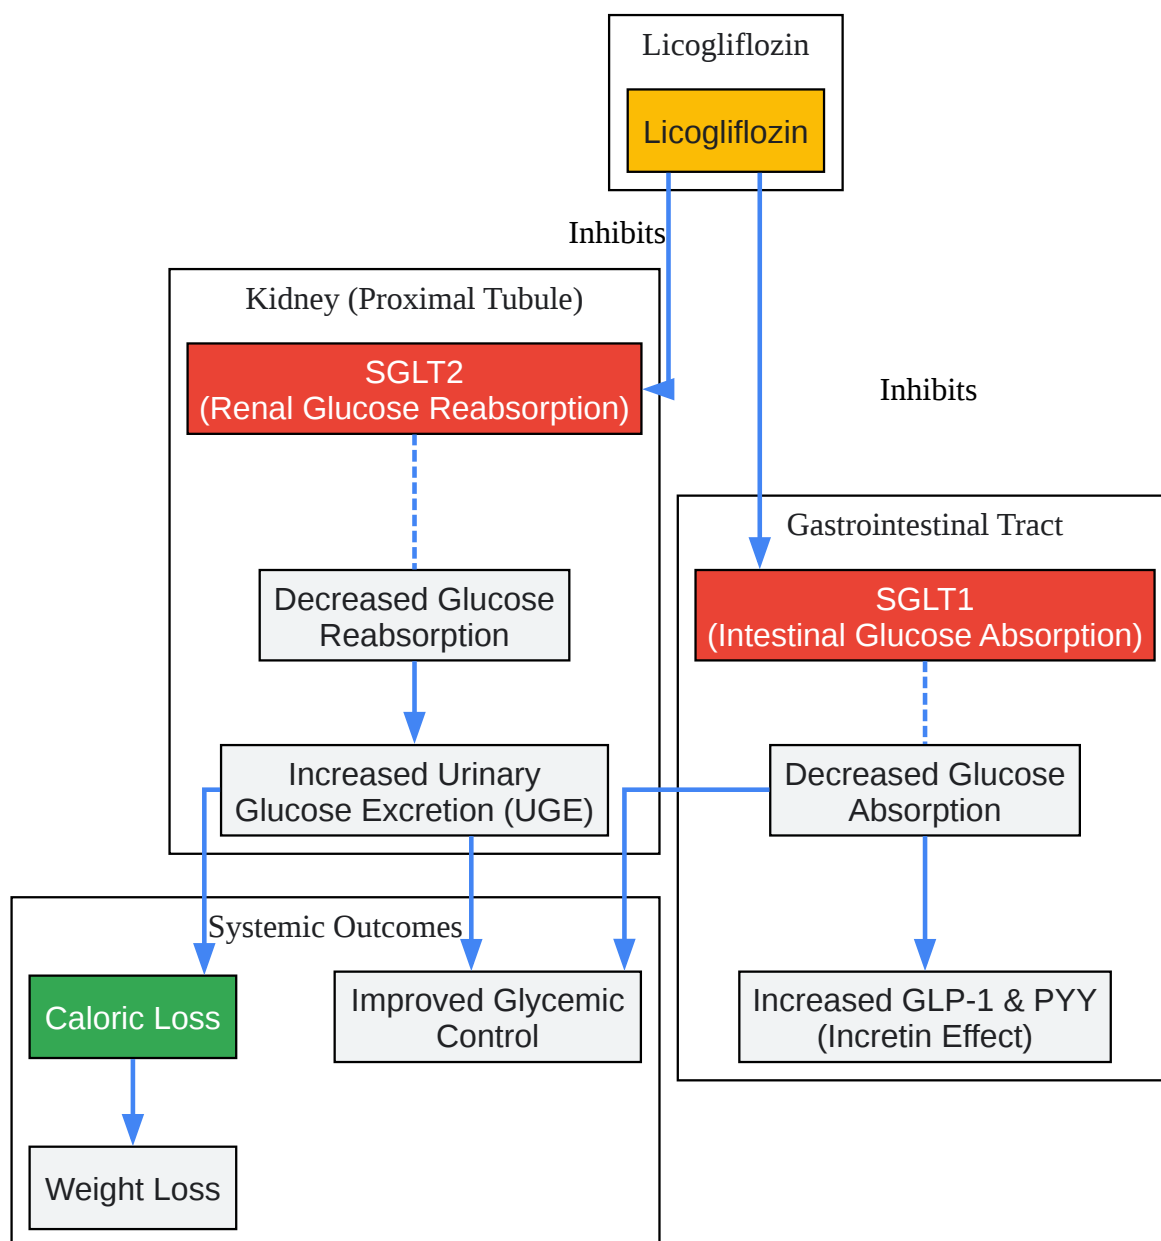 Licogliflozin
Licogliflozin
Inhibits
Kidney (Proximal Tubule)
SGLT2
(Renal Glucose Reabsorption)
Inhibits
Gastrointestinal Tract
Decreased Glucose
Reabsorption
SGLT1
(Intestinal Glucose Absorption)
Increased Urinary
Glucose Excretion (UGE)
Decreased Glucose
Absorption
Systemic Outcomes
Caloric Loss
Improved Glycemic
Control
Increased GLP-1 & PYY
(Incretin Effect)
Weight Loss